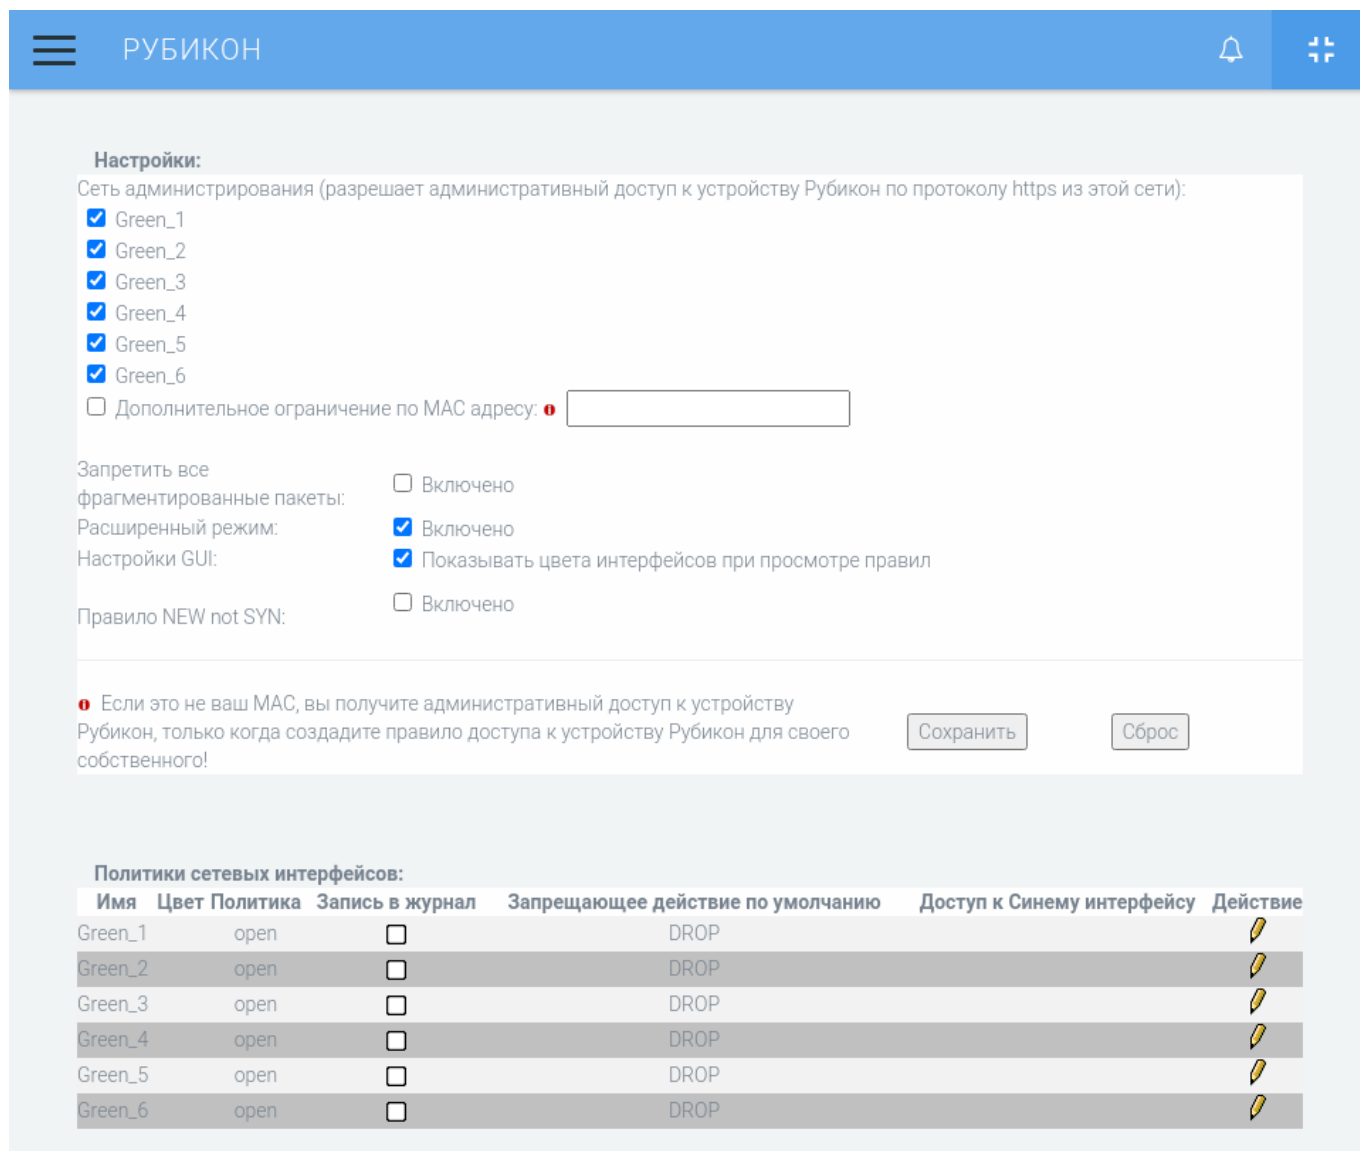 РУБИКОН
Настройки:
Сеть администрирования (разрешает административный доступ к устройству Рубикон по протоколу https из этой сети):
Green_1
Green_2
Green_3
Green_4
Green_5
Green_6
Дополнительное ограничение по MAC адресу:
Запретить все
фрагментированные пакеты:
Включено
Расширенный режим: Включено
Настройки GUI: Показывать цвета интерфейсов при просмотре правил
Правило NEW not SYN: Включено
Если это не ваш MAC, вы получите административный доступ к устройству
Рубикон, только когда создадите правило доступа к устройству Рубикон для своего
собственного!
Сохранить Сброс
Политики сетевых интерфейсов:
Имя Цвет Политика Запись в журнал Запрещающее действие по умолчанию Доступ к Синему интерфейсу Действие
Green_1 open DROP
Green_2 open DROP
Green_3 open DROP
Green_4 open DROP
Green_5 open DROP
Green_6 open DROP